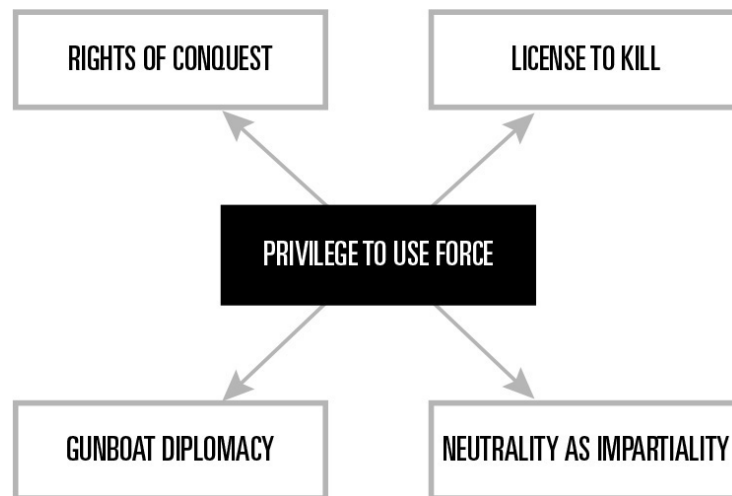 RIGHTS OF CONQUEST
LICENSE TO KILL
PRIVILEGE TO USE FORCE
GUNBOAT DIPLOMACY
NEUTRALITY AS IMPARTIALITY